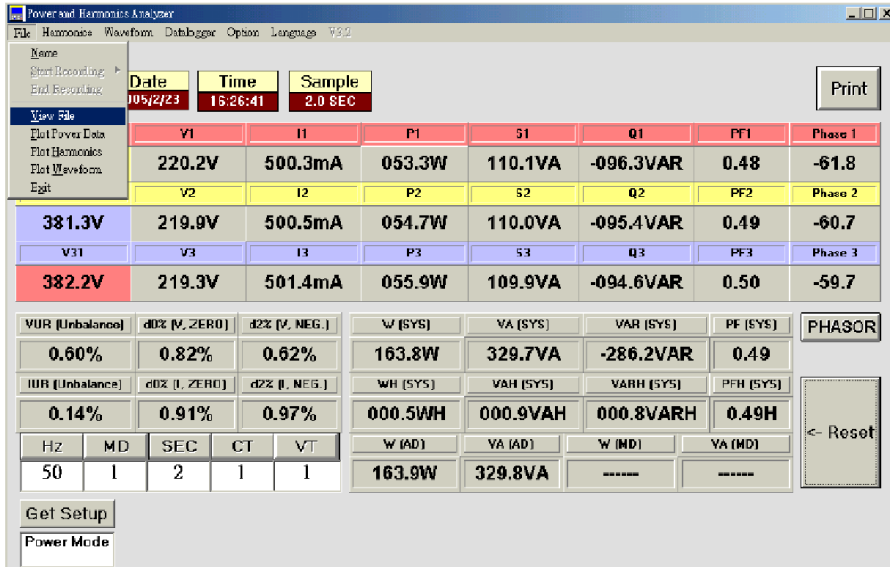 Power and Harmonics Analyzer
File Harmonics Waveform Datalogger Option Language V3.2
Name
Start Recording
End Recording
View File
Plot Power Data
Plot Harmonics
Plot Waveform
Exit
Date Time Sample
005/2/23 16:26:41 2.0 SEC
Print
V1 I1 P1 S1 Q1 PF1 Phase 1
220.2V 500.3mA 053.3W 110.1VA -096.3VAR 0.48 -61.8
V2 I2 P2 S2 Q2 PF2 Phase 2
381.3V 219.9V 500.5mA 054.7W 110.0VA -095.4VAR 0.49 -60.7
V31 V3 I3 P3 S3 Q3 PF3 Phase 3
382.2V 219.3V 501.4mA 055.9W 109.9VA -094.6VAR 0.50 -59.7
VUR (Unbalance) d0% (V, ZERO) d2% (V, NEG.) W (SYS) VA (SYS) VAR (SYS) PF (SYS) PHASOR
0.60% 0.82% 0.62% 163.8W 329.7VA -286.2VAR 0.49
IUR (Unbalance) d0% (I, ZERO) d2% (I, NEG.) WH (SYS) VAH (SYS) VARH (SYS) PFH (SYS)
0.14% 0.91% 0.97% 000.5WH 000.9VAH 000.8VARH 0.49H
<- Reset
Hz MD SEC CT VT W (AD) VA (AD) W (MD) VA (MD)
50 1 2 1 1 163.9W 329.8VA ------ ------
Get Setup
Power Mode